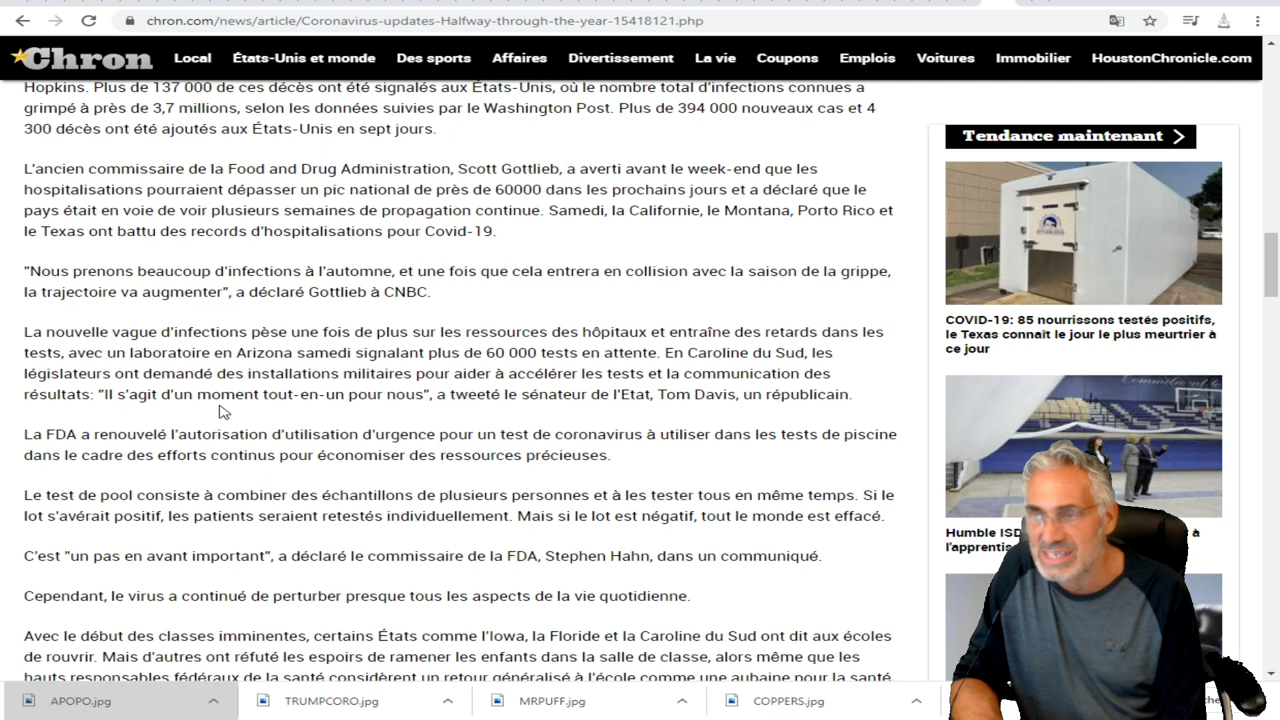 chron.com/news/article/Coronavirus-updates-Halfway-through-the-year-15418121.php
Chron
Local
États-Unis et monde
Des sports
Affaires
Divertissement
La vie
Coupons
Emplois
Voitures
Immobilier
HoustonChronicle.com
Hopkins. Plus de 137 000 de ces décès ont été signalés aux États-Unis, où le nombre total d'infections connues a
grimpé à près de 3,7 millions, selon les données suivies par le Washington Post. Plus de 394 000 nouveaux cas et 4
300 décès ont été ajoutés aux États-Unis en sept jours.
L'ancien commissaire de la Food and Drug Administration, Scott Gottlieb, a averti avant le week-end que les
hospitalisations pourraient dépasser un pic national de près de 60000 dans les prochains jours et a déclaré que le
pays était en voie de voir plusieurs semaines de propagation continue. Samedi, la Californie, le Montana, Porto Rico et
le Texas ont battu des records d'hospitalisations pour Covid-19.
"Nous prenons beaucoup d'infections à l'automne, et une fois que cela entrera en collision avec la saison de la grippe,
la trajectoire va augmenter", a déclaré Gottlieb à CNBC.
La nouvelle vague d'infections pèse une fois de plus sur les ressources des hôpitaux et entraîne des retards dans les
tests, avec un laboratoire en Arizona samedi signalant plus de 60 000 tests en attente. En Caroline du Sud, les
législateurs ont demandé des installations militaires pour aider à accélérer les tests et la communication des
résultats: "Il s'agit d'un moment tout-en-un pour nous", a tweeté le sénateur de l'Etat, Tom Davis, un républicain.
La FDA a renouvelé l'autorisation d'utilisation d'urgence pour un test de coronavirus à utiliser dans les tests de piscine
dans le cadre des efforts continus pour économiser des ressources précieuses.
Le test de pool consiste à combiner des échantillons de plusieurs personnes et à les tester tous en même temps. Si le
lot s'avérait positif, les patients seraient retestés individuellement. Mais si le lot est négatif, tout le monde est effacé.
C'est "un pas en avant important", a déclaré le commissaire de la FDA, Stephen Hahn, dans un communiqué.
Cependant, le virus a continué de perturber presque tous les aspects de la vie quotidienne.
Avec le début des classes imminentes, certains États comme l'Iowa, la Floride et la Caroline du Sud ont dit aux écoles
de rouvrir. Mais d'autres ont réfuté les espoirs de ramener les enfants dans la salle de classe, alors même que les
hauts responsables fédéraux de la santé considèrent un retour généralisé à l'école comme une aubaine pour la santé
Tendance maintenant
COVID-19: 85 nourrissons testés positifs,
le Texas connaît le jour le plus meurtrier à
ce jour
Humble ISD à
l'apprentis
APOPO.jpg
TRUMPCORO.jpg
MRPUFF.jpg
COPPERS.jpg